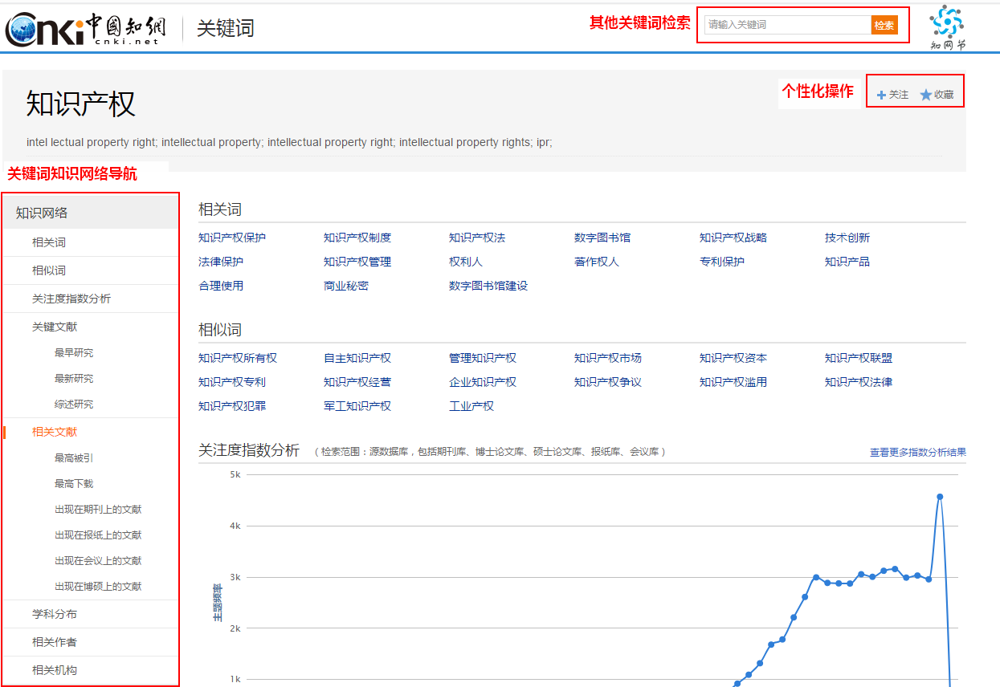 Cnki 中國知網
cnki.net
关键词
其他关键词检索
请输入关键词
检索
知网节
知识产权
个性化操作
关注
收藏
intel lectual property right; intellectual property; intellectual property right; intellectual property rights; ipr;
关键词知识网络导航
知识网络
相关词
相似词
关注度指数分析
关键文献
最早研究
最新研究
综述研究
相关文献
最高被引
最高下载
出现在期刊上的文献
出现在报纸上的文献
出现在会议上的文献
出现在博硕上的文献
学科分布
相关作者
相关机构
相关词
知识产权保护 知识产权制度 知识产权法 数字图书馆 知识产权战略 技术创新
法律保护 知识产权管理 权利人 著作权人 专利保护 知识产品
合理使用 商业秘密 数字图书馆建设
相似词
知识产权所有权 自主知识产权 管理知识产权 知识产权市场 知识产权资本 知识产权联盟
知识产权专利 知识产权经营 企业知识产权 知识产权争议 知识产权滥用 知识产权法律
知识产权犯罪 军工知识产权 工业产权
关注度指数分析 （检索范围：源数据库，包括期刊库、博士论文库、硕士论文库、报纸库、会议库） 查看更多指数分析结果
5k
4k
3k
主题频率
2k
1k